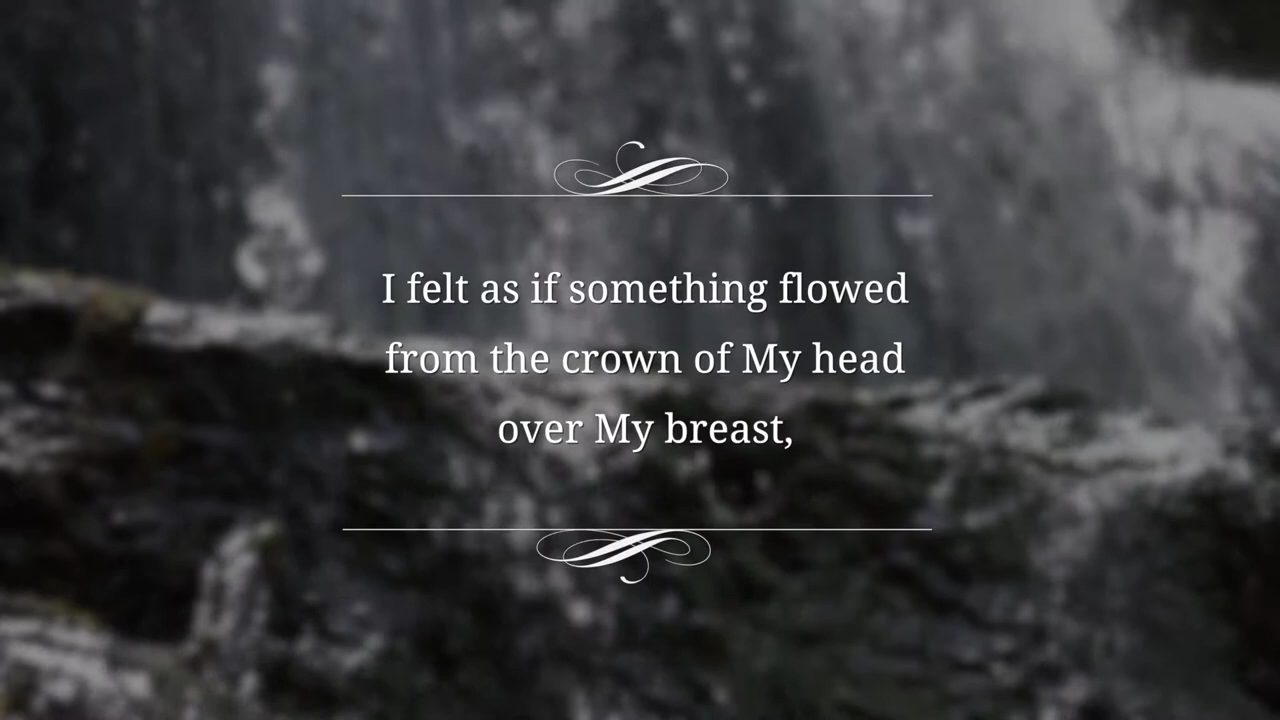 I felt as if something flowed
from the crown of My head
over My breast,